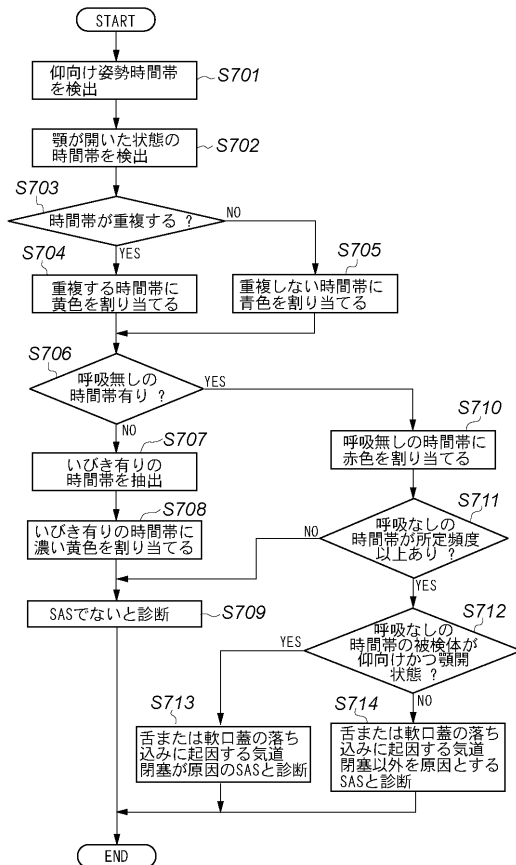 START
S701
仰向け姿勢時間帯
を検出
S702
顎が開いた状態の
時間帯を検出
S703
時間帯が重複する ?
NO
YES
S704
重複する時間帯に
黄色を割り当てる
S705
重複しない時間帯に
青色を割り当てる
S706
呼吸無しの
時間帯有り ?
YES
NO
S707
いびき有りの
時間帯を抽出
S708
いびき有りの時間帯に
濃い黄色を割り当てる
S710
呼吸無しの時間帯に
赤色を割り当てる
S711
呼吸なしの
時間帯が所定頻度
以上あり ?
NO
YES
S709
SASでないと診断
S712
呼吸なしの
時間帯の被検体が
仰向けかつ顎開
状態 ?
YES
NO
S713
舌または軟口蓋の落ち
込みに起因する気道
閉塞が原因のSASと診断
S714
舌または軟口蓋の落ち
込みに起因する気道
閉塞以外を原因とする
SASと診断
END